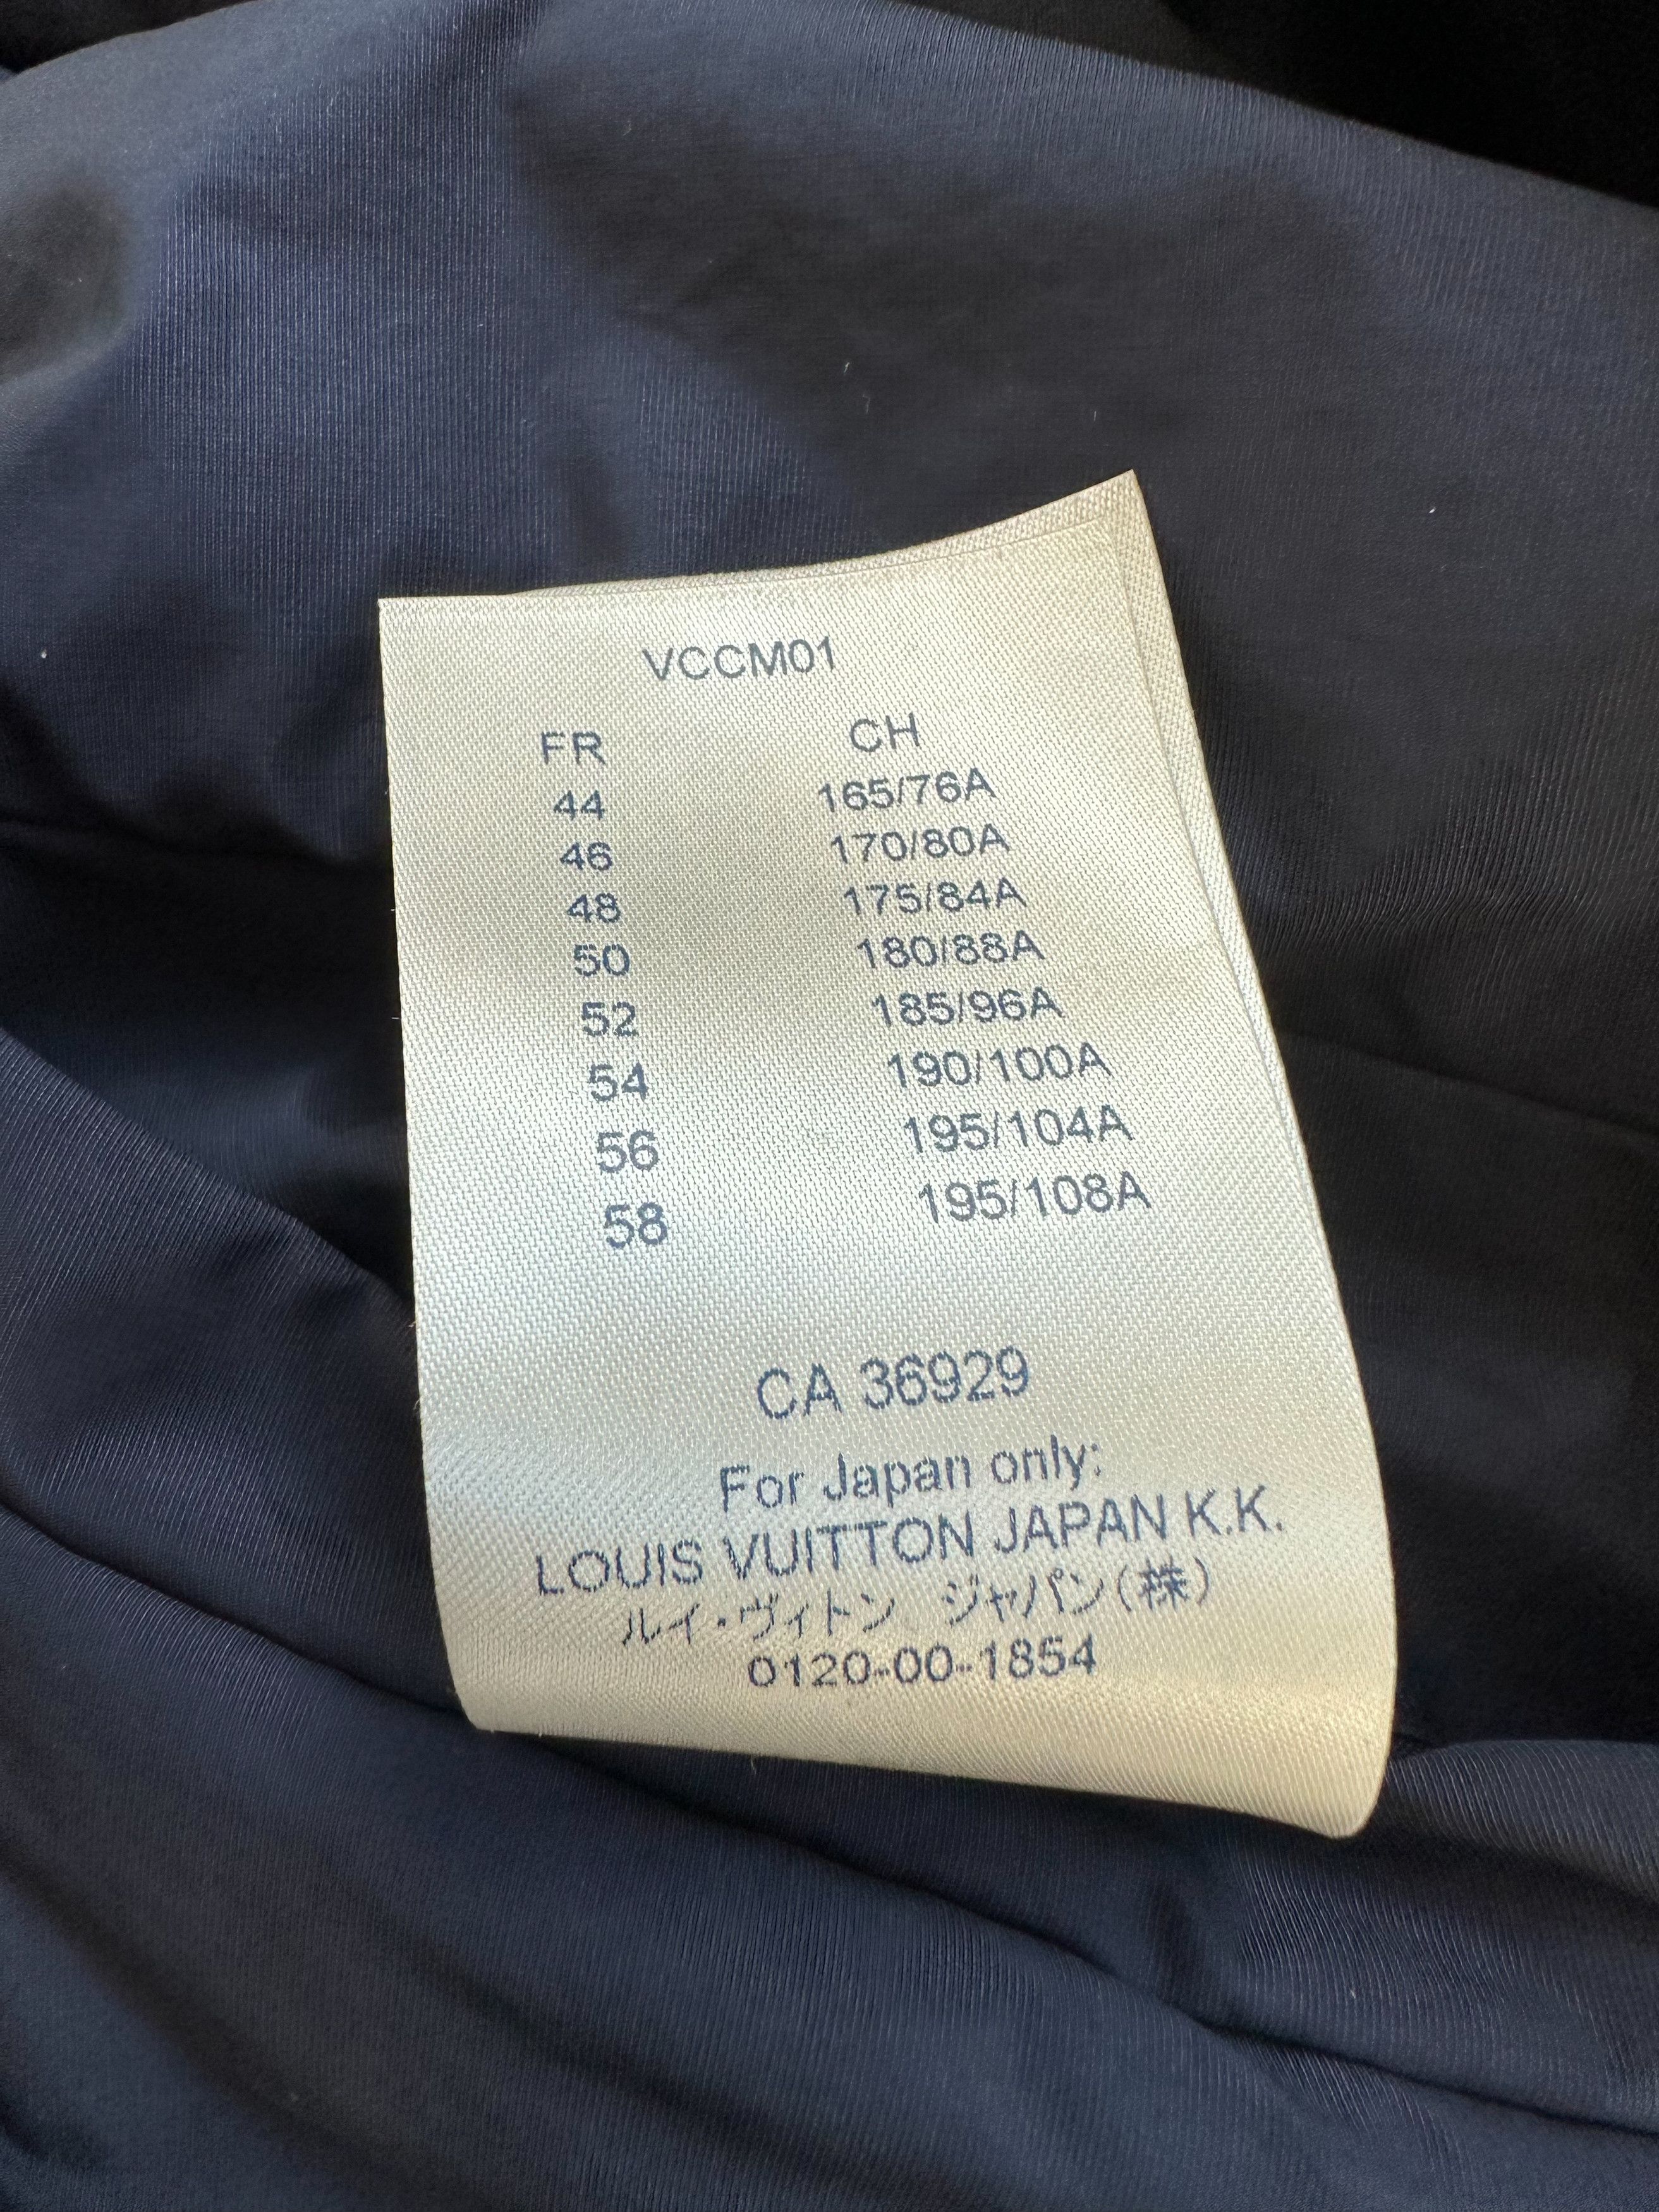 VCCM01
FR CH
44 165/76A
46 170/80A
48 175/84A
50 180/88A
52 185/96A
54 190/100A
56 195/104A
58 195/108A
CA 36929
For Japan only:
LOUIS VUITTON JAPAN K.K.
ルイ・ヴィトン ジャパン(株)
0120-00-1854